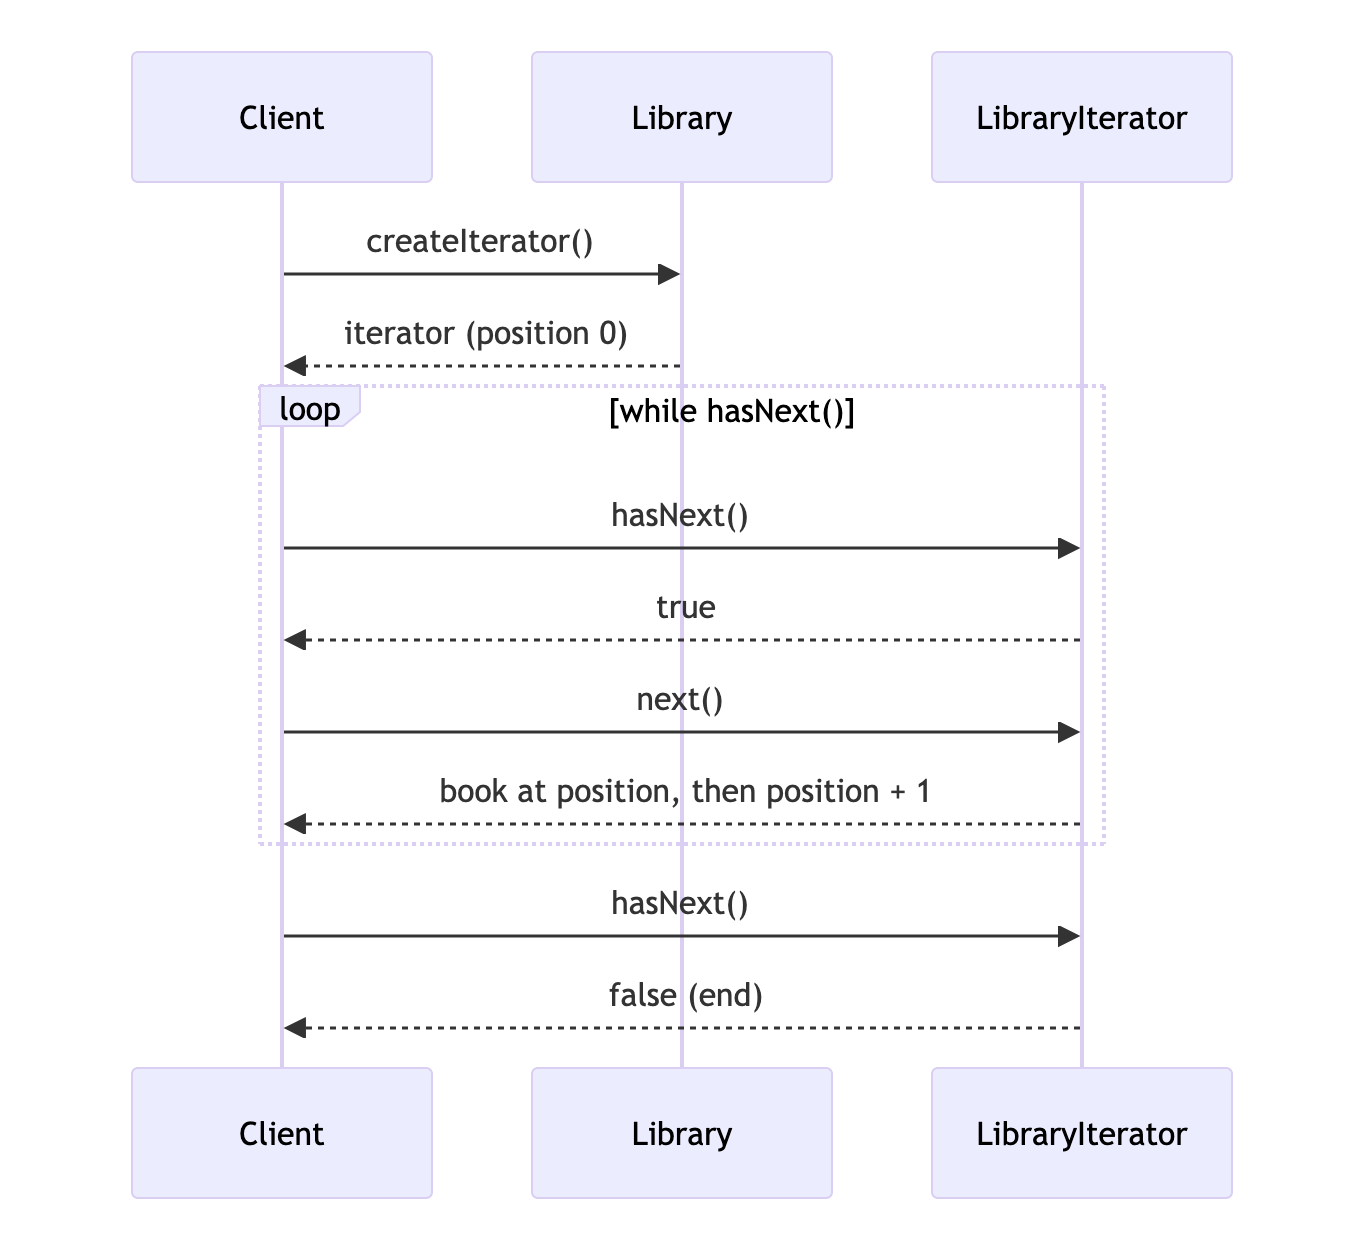 Client
Library
LibraryIterator
createIterator()
iterator (position 0)
loop
[while hasNext()]
hasNext()
true
next()
book at position, then position + 1
hasNext()
false (end)
Client
Library
LibraryIterator